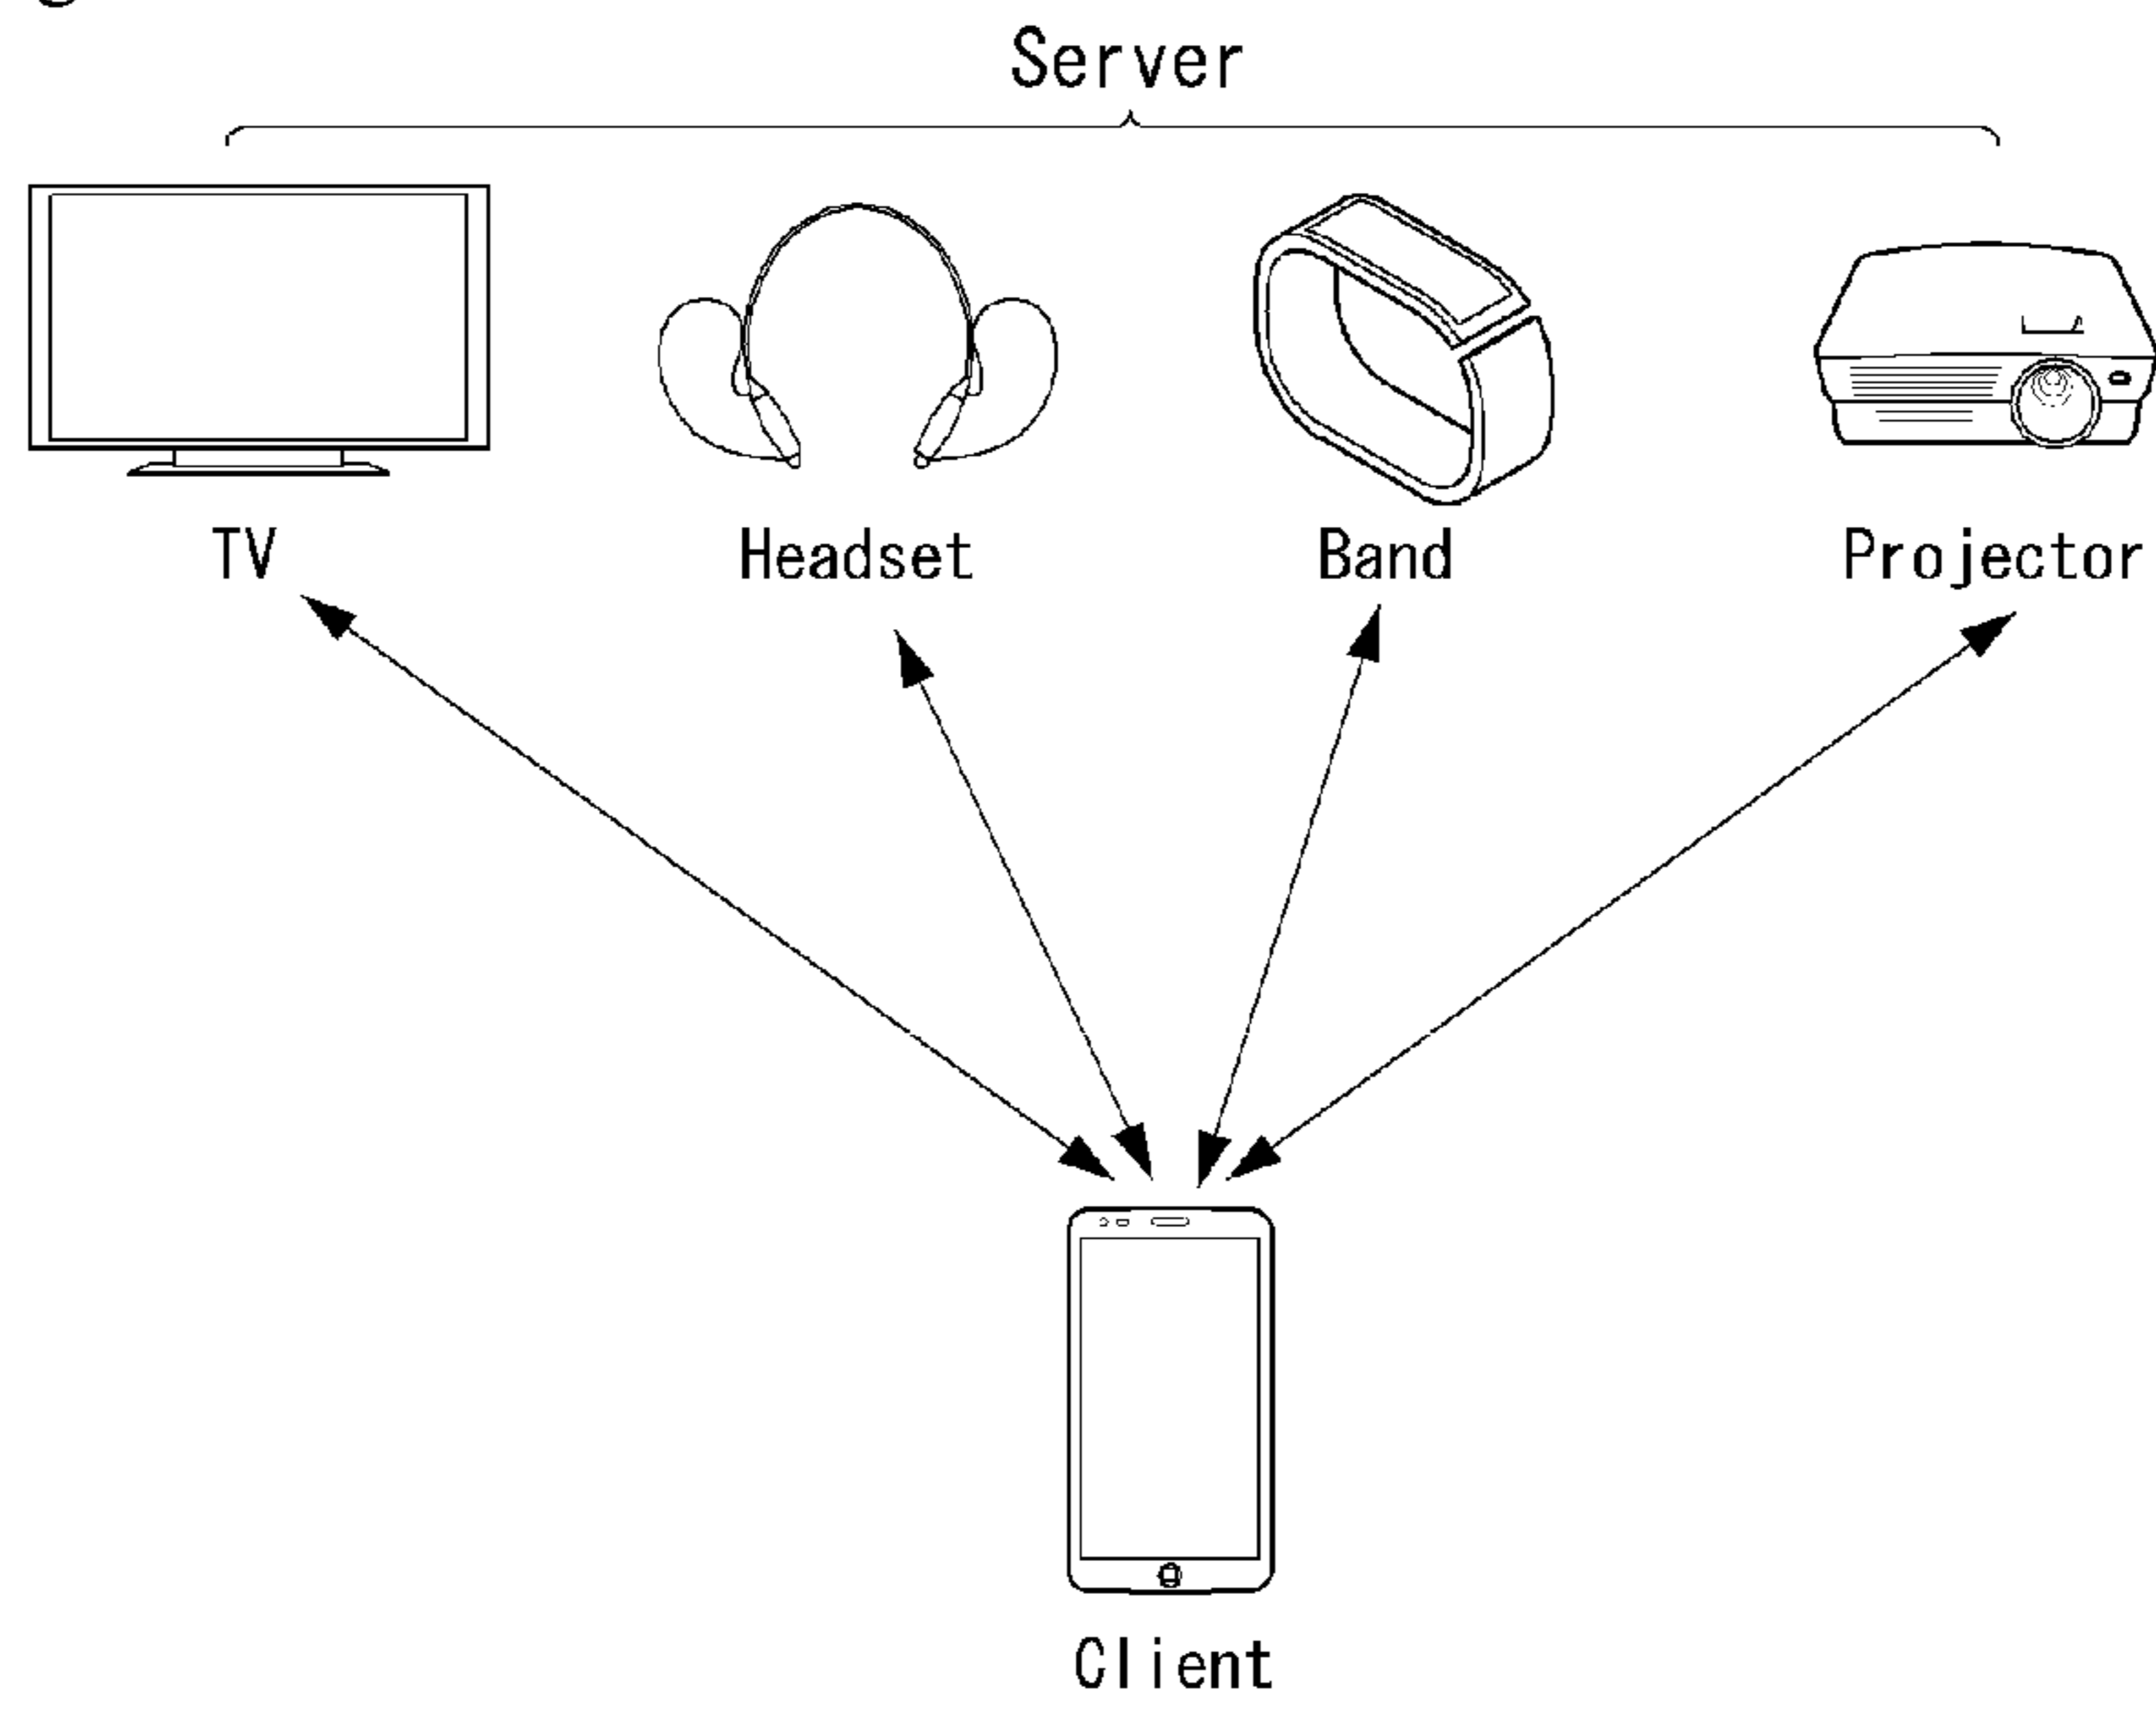 Server
TV
Headset
Band
Projector
Client